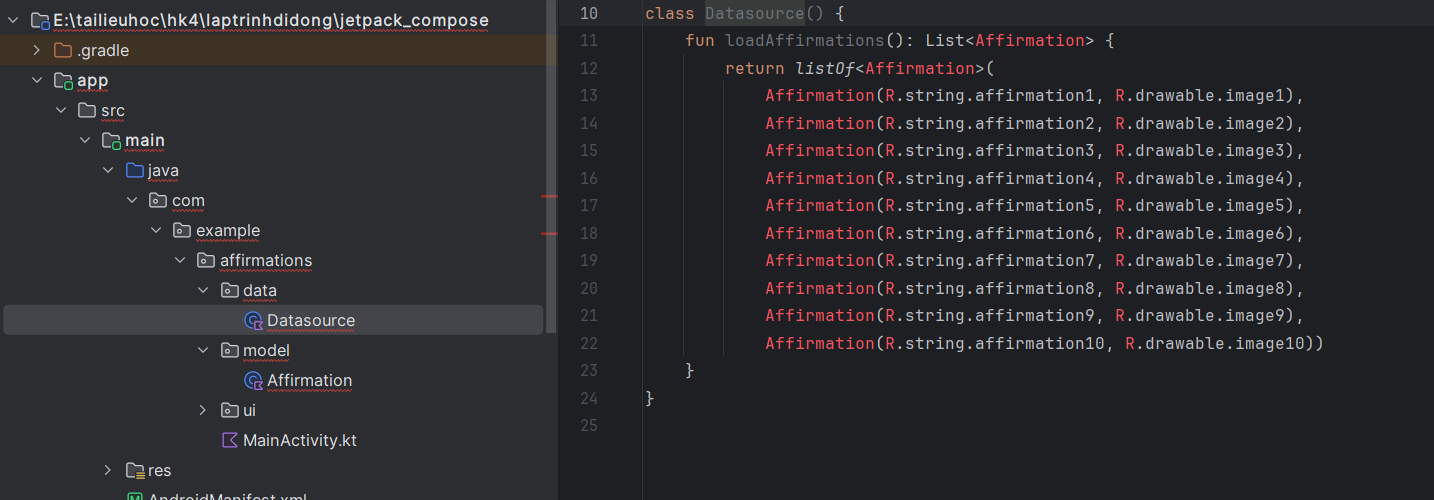 E:\tailieuhoc\hk4\laptrinhdidong\jetpack_compose
.gradle
app
src
main
java
com
example
affirmations
data
Datasource
model
Affirmation
ui
MainActivity.kt
res
AndroidManifest.xml
10 class Datasource() {
11 fun loadAffirmations(): List<Affirmation> {
12 return listOf<Affirmation>(
13 Affirmation(R.string.affirmation1, R.drawable.image1),
14 Affirmation(R.string.affirmation2, R.drawable.image2),
15 Affirmation(R.string.affirmation3, R.drawable.image3),
16 Affirmation(R.string.affirmation4, R.drawable.image4),
17 Affirmation(R.string.affirmation5, R.drawable.image5),
18 Affirmation(R.string.affirmation6, R.drawable.image6),
19 Affirmation(R.string.affirmation7, R.drawable.image7),
20 Affirmation(R.string.affirmation8, R.drawable.image8),
21 Affirmation(R.string.affirmation9, R.drawable.image9),
22 Affirmation(R.string.affirmation10, R.drawable.image10))
23 }
24 }
25